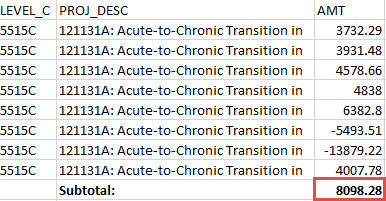 LEVEL_C PROJ_DESC AMT
5515C 121131A: Acute-to-Chronic Transition in 3732.29
5515C 121131A: Acute-to-Chronic Transition in 3931.48
5515C 121131A: Acute-to-Chronic Transition in 4578.66
5515C 121131A: Acute-to-Chronic Transition in 4838
5515C 121131A: Acute-to-Chronic Transition in 6382.8
5515C 121131A: Acute-to-Chronic Transition in -5493.51
5515C 121131A: Acute-to-Chronic Transition in -13879.22
5515C 121131A: Acute-to-Chronic Transition in 4007.78
Subtotal: 8098.28